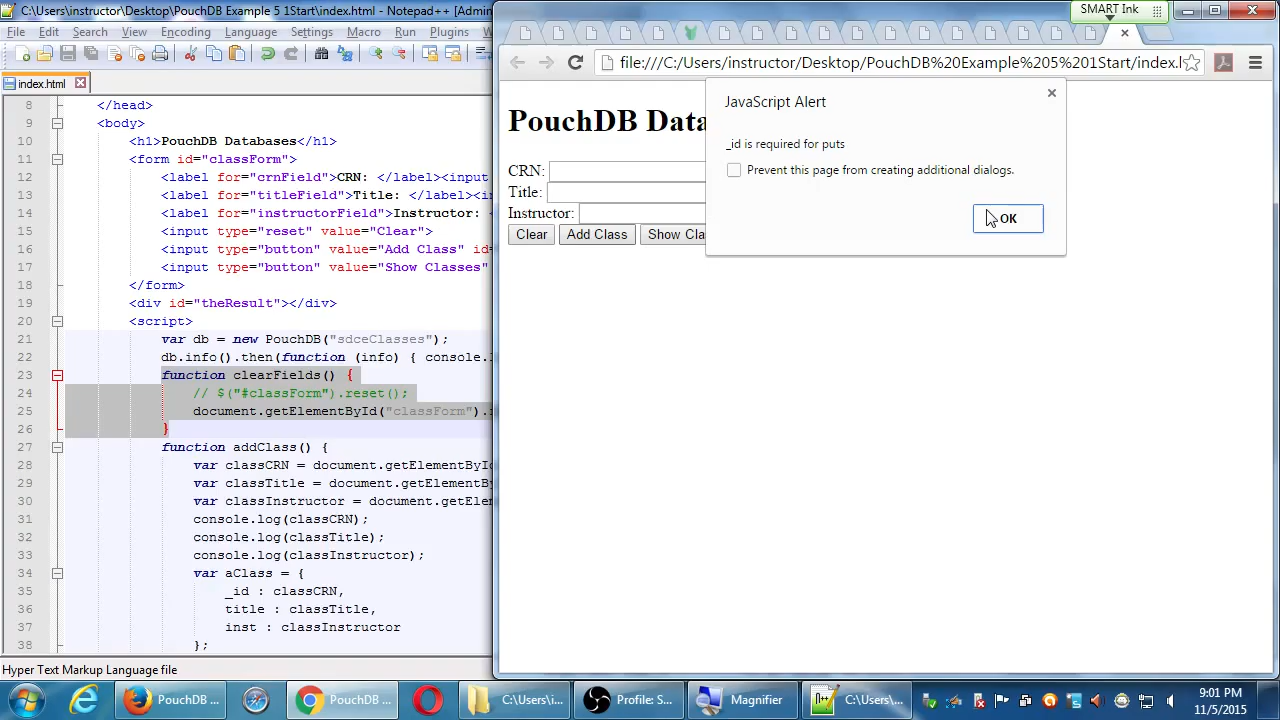 C:\Users\instructor\Desktop\PouchDB Example 5 1Start\index.html - Notepad++ [Admin
File Edit Search View Encoding Language Settings Macro Run Plugins
index.html
8 </head>
9 <body>
10 <h1>PouchDB Databases</h1>
11 <form id="classForm">
12 <label for="crnField">CRN: </label><input
13 <label for="titleField">Title: </label><i
14 <label for="instructorField">Instructor: <
15 <input type="reset" value="Clear">
16 <input type="button" value="Add Class" id
17 <input type="button" value="Show Classes"
18 </form>
19 <div id="theResult"></div>
20 <script>
21 var db = new PouchDB("sdceClasses");
22 db.info().then(function (info) { console.
23 function clearFields() {
24 // $("#classForm").reset();
25 document.getElementById("classForm").
26 }
27 function addClass() {
28 var classCRN = document.getElementById
29 var classTitle = document.getElementBy
30 var classInstructor = document.getElem
31 console.log(classCRN);
32 console.log(classTitle);
33 console.log(classInstructor);
34 var aClass = {
35 _id : classCRN,
36 title : classTitle,
37 inst : classInstructor
38 };
Hyper Text Markup Language file
SMART Ink
file:///C:/Users/instructor/Desktop/PouchDB%20Example%205%201Start/index.l
PouchDB Data
CRN:
Title:
Instructor:
Clear Add Class Show Cla
JavaScript Alert
_id is required for puts
Prevent this page from creating additional dialogs.
OK
PouchDB ... PouchDB ... C:\Users\i... Profile: S... Magnifier C:\Users\...
9:01 PM
11/5/2015